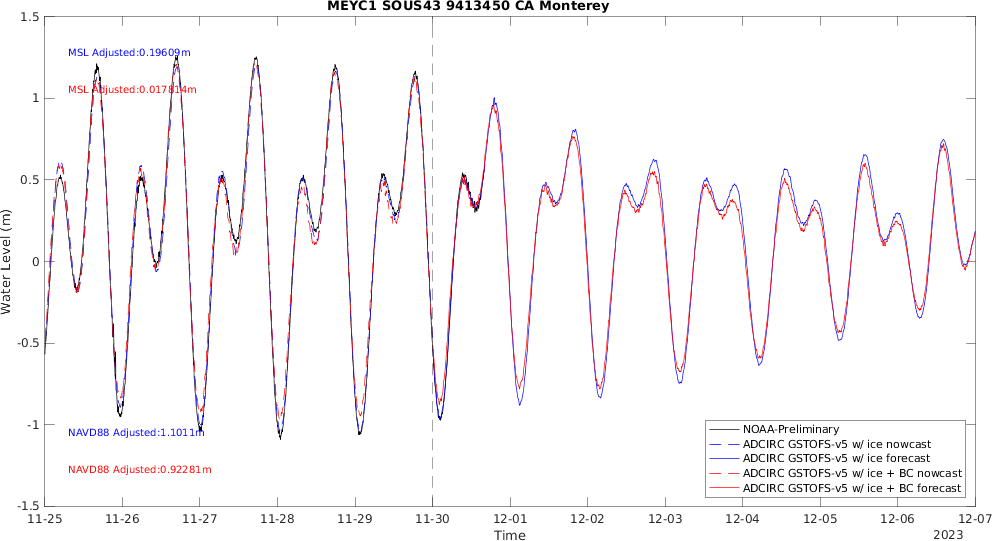 MEYC1 SOUS43 9413450 CA Monterey
1.5
1
0.5
0
-0.5
-1
-1.5
Water Level (m)
MSL Adjusted:0.19609m
MSL Adjusted:0.017814m
NAVD88 Adjusted:1.1011m
NAVD88 Adjusted:0.92281m
NOAA-Preliminary
ADCIRC GSTOFS-v5 w/ ice nowcast
ADCIRC GSTOFS-v5 w/ ice forecast
ADCIRC GSTOFS-v5 w/ ice + BC nowcast
ADCIRC GSTOFS-v5 w/ ice + BC forecast
11-25 11-26 11-27 11-28 11-29 11-30 12-01 12-02 12-03 12-04 12-05 12-06 12-07
Time
2023